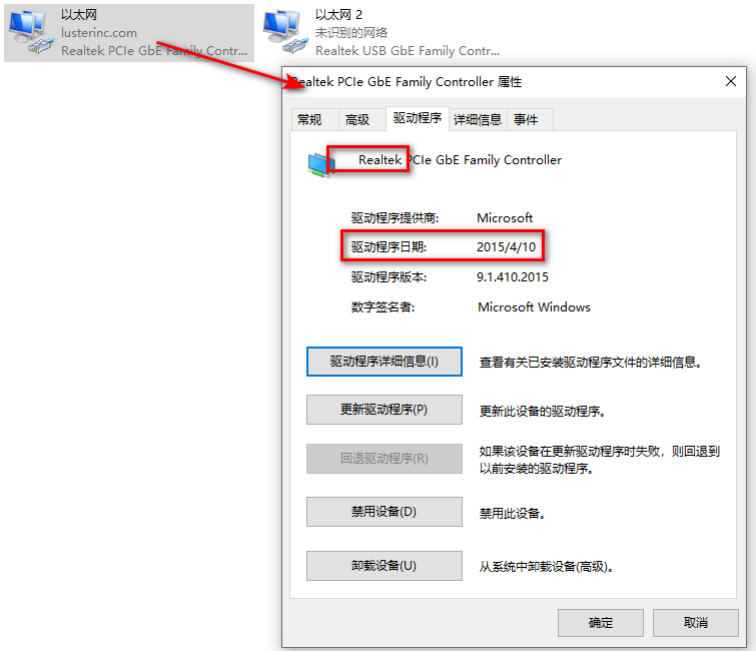 以太网
lusterinc.com
Realtek PCIe GbE Family Contr...
以太网 2
未识别的网络
Realtek USB GbE Family Contr...
Realtek PCIe GbE Family Controller 属性
常规 高级 驱动程序 详细信息 事件
Realtek PCIe GbE Family Controller
驱动程序提供商: Microsoft
驱动程序日期: 2015/4/10
驱动程序版本: 9.1.410.2015
数字签名者: Microsoft Windows
驱动程序详细信息(I) 查看有关已安装驱动程序文件的详细信息。
更新驱动程序(P) 更新此设备的驱动程序。
回退驱动程序(R) 如果该设备在更新驱动程序时失败，则回退到
以前安装的驱动程序。
禁用设备(D) 禁用此设备。
卸载设备(U) 从系统中卸载设备(高级)。
确定 取消